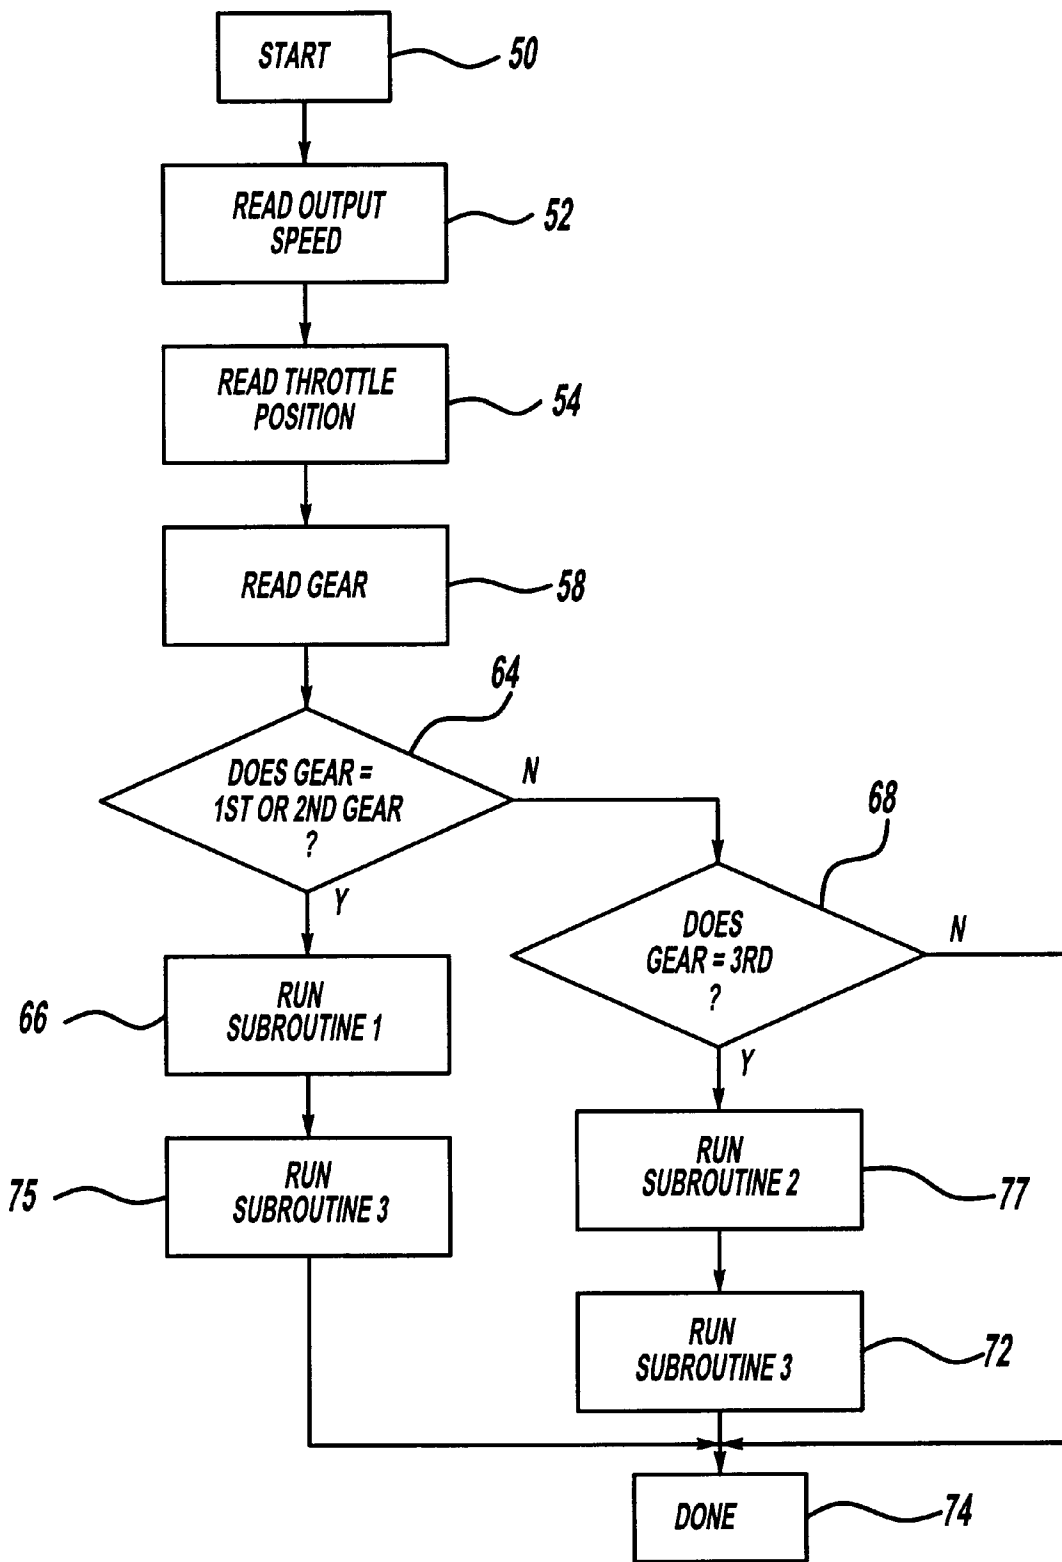 START
50
READ OUTPUT
SPEED
52
READ THROTTLE
POSITION
54
READ GEAR
58
64
DOES GEAR =
1ST OR 2ND GEAR
?
N
Y
68
DOES
GEAR = 3RD
?
N
Y
66
RUN
SUBROUTINE 1
75
RUN
SUBROUTINE 3
RUN
SUBROUTINE 2
77
RUN
SUBROUTINE 3
72
DONE
74